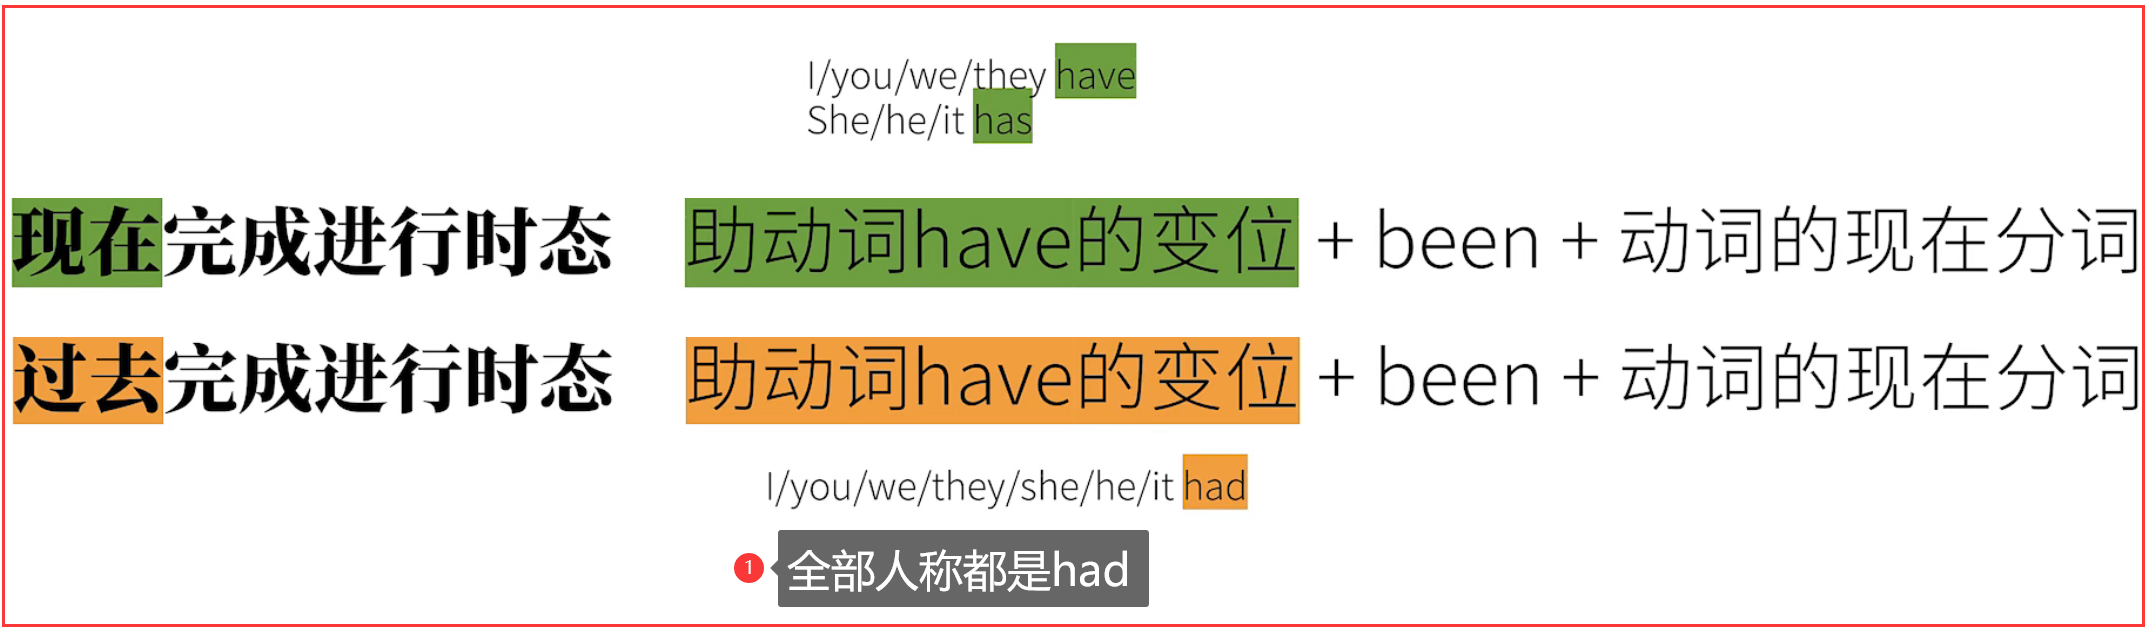 I/you/we/they have
She/he/it has
现在完成进行时态 助动词have的变位 + been + 动词的现在分词
过去完成进行时态 助动词have的变位 + been + 动词的现在分词
I/you/we/they/she/he/it had
1 全部人称都是had